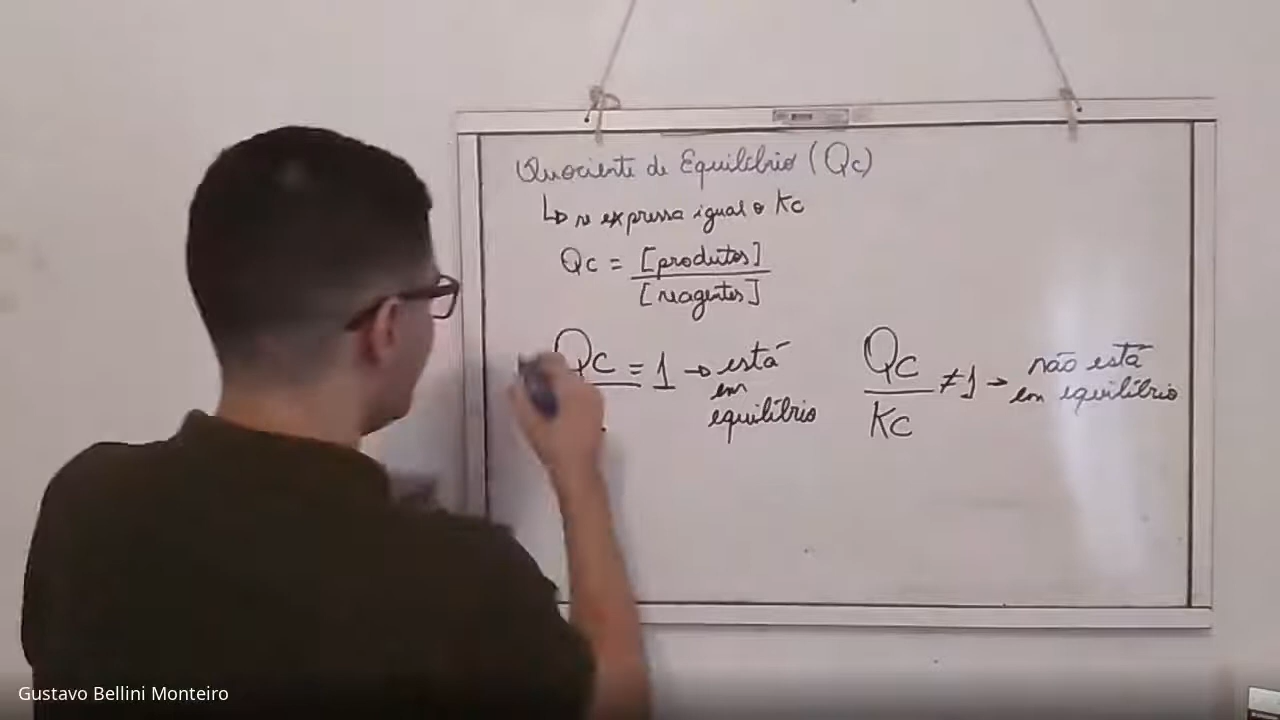 Quociente de Equilíbrio (Qc)
↳ se expressa igual o Kc
Qc = [produtos]
[reagentes]
Qc = 1 → está
em
equilíbrio
Qc ≠ 1 → não está
em equilíbrio
Kc
Gustavo Bellini Monteiro